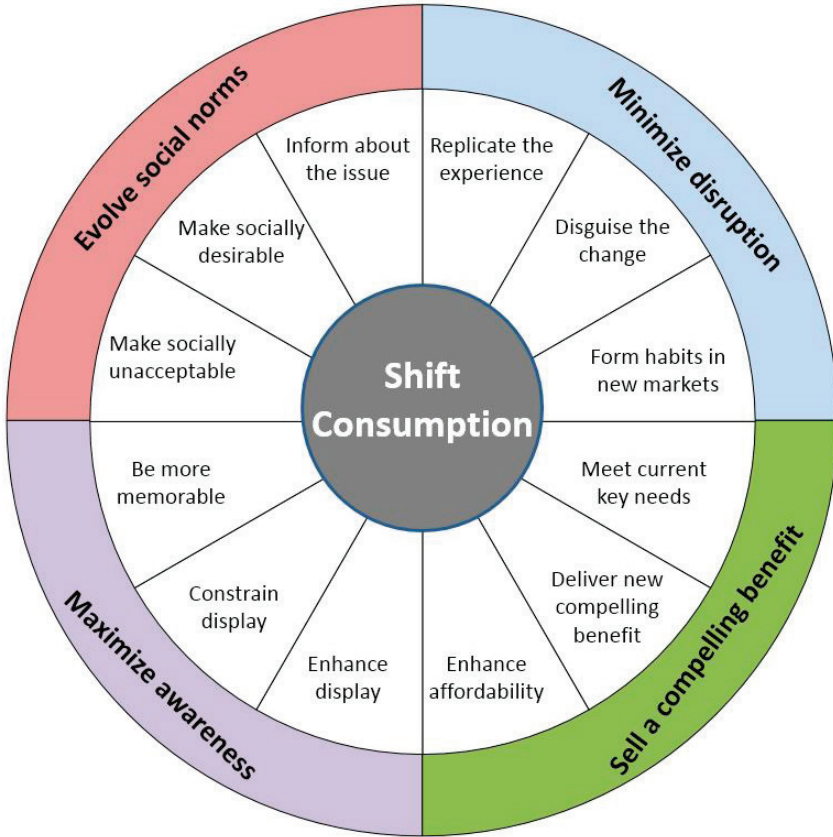 Evolve social norms
Minimize disruption
Inform about
the issue
Replicate the
experience
Make socially
desirable
Disguise the
change
Make socially
unacceptable
Form habits in
new markets
Shift
Consumption
Be more
memorable
Meet current
key needs
Constrain
display
Deliver new
compelling
benefit
Enhance
display
Enhance
affordability
Maximize awareness
Sell a compelling benefit